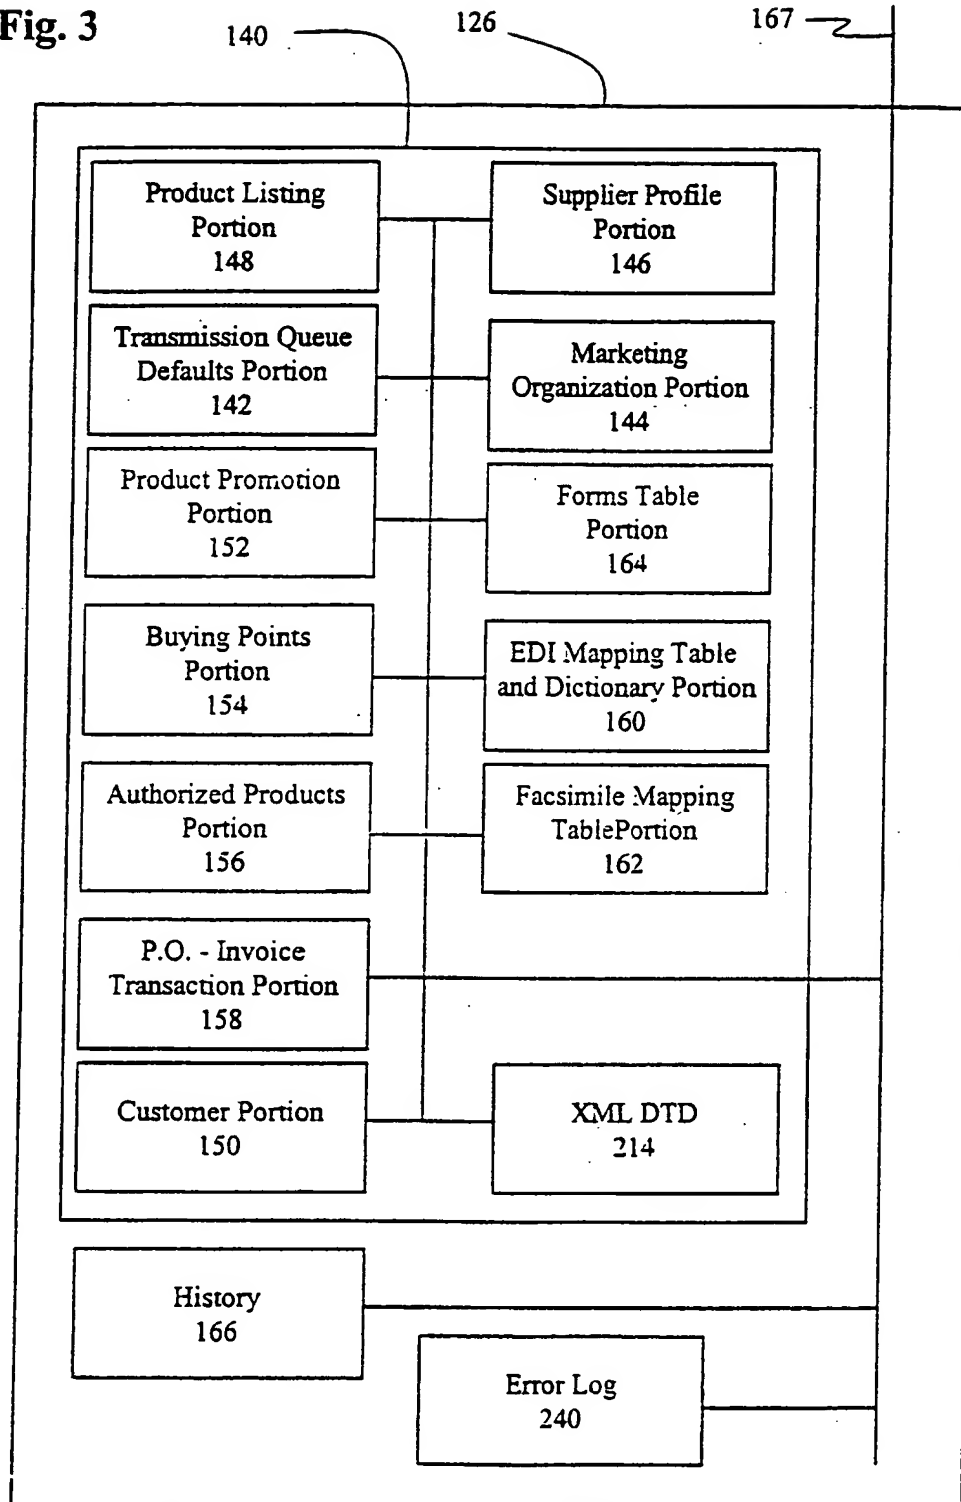 Fig. 3
140
126
167
Product Listing
Portion
148
Supplier Profile
Portion
146
Transmission Queue
Defaults Portion
142
Marketing
Organization Portion
144
Product Promotion
Portion
152
Forms Table
Portion
164
Buying Points
Portion
154
EDI Mapping Table
and Dictionary Portion
160
Authorized Products
Portion
156
Facsimile Mapping
TablePortion
162
P.O. - Invoice
Transaction Portion
158
Customer Portion
150
XML DTD
214
History
166
Error Log
240